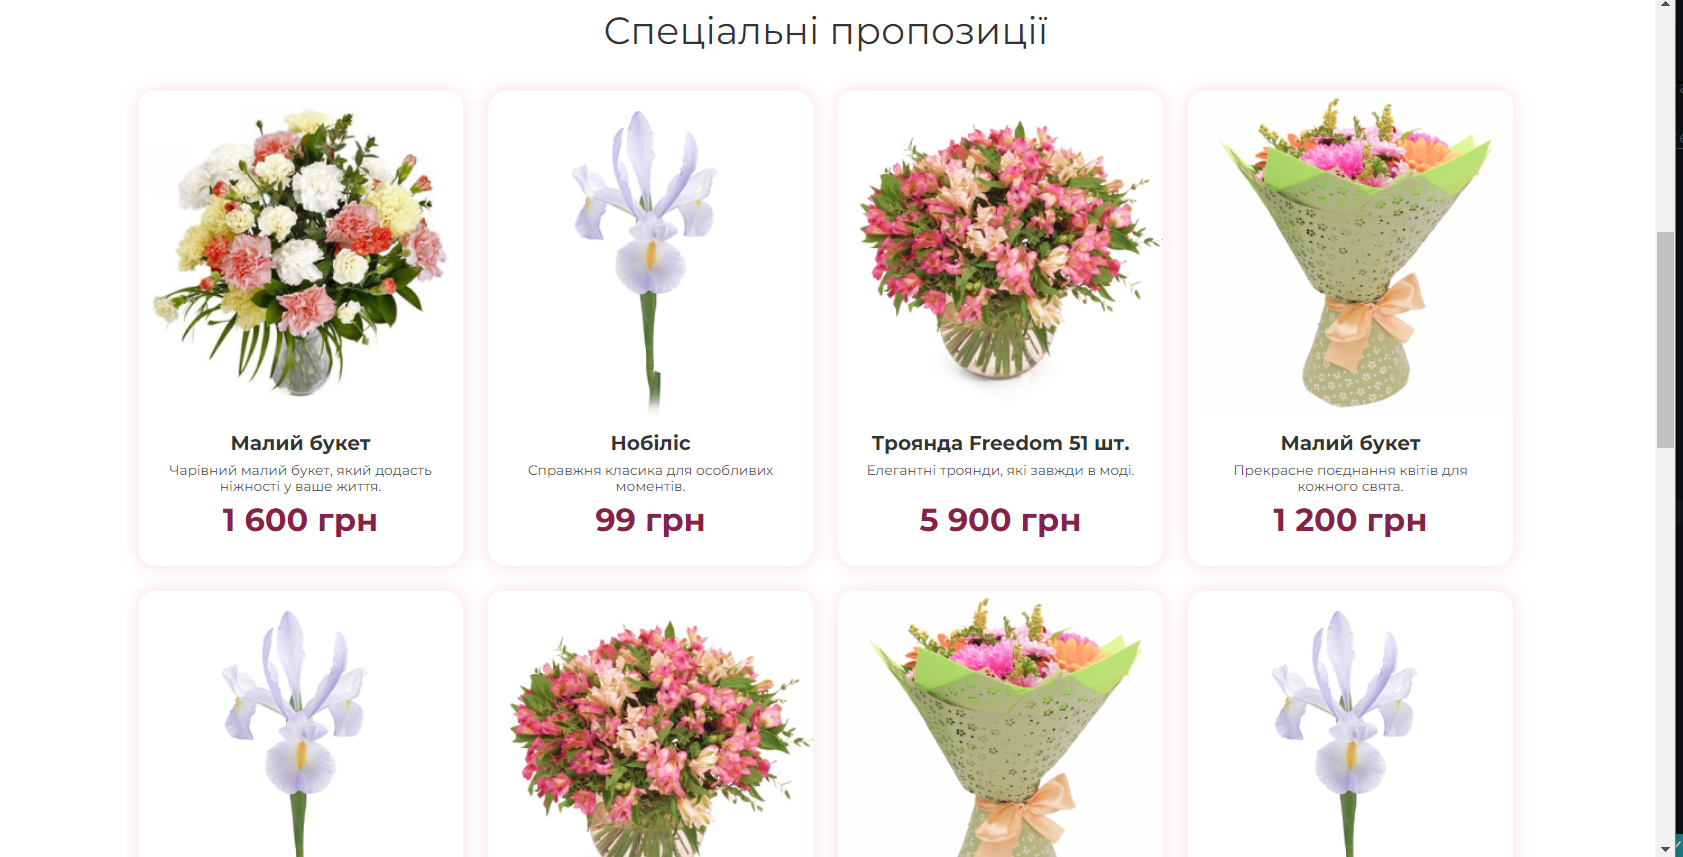 Спеціальні пропозиції
Малий букет
Чарівний малий букет, який додасть
ніжності у ваше життя.
1 600 грн
Нобіліс
Справжня класика для особливих
моментів.
99 грн
Троянда Freedom 51 шт.
Елегантні троянди, які завжди в моді.
5 900 грн
Малий букет
Прекрасне поєднання квітів для
кожного свята.
1 200 грн